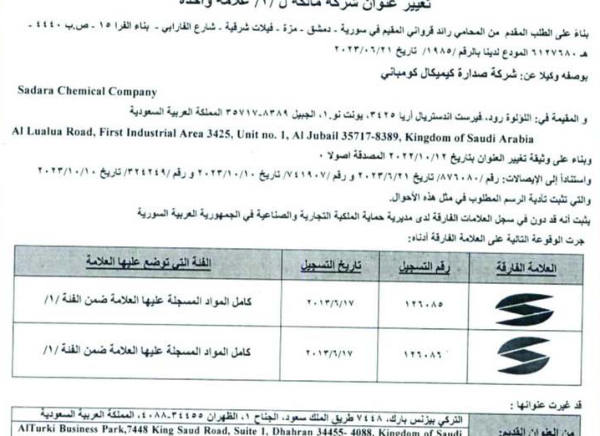 تغيير عنوان شركة مالكة ل /١/ علامة واحدة
بناءً على الطلب المقدم من المحامي رائد قرواني المقيم في سورية - دمشق - مزة - فيلات شرقية - شارع الفارابي - بناء الفرا ١٥ - ص.ب ٤٤٤٠ -
هـ ٦١٢٧٦٨٠ المودع لدينا بالرقم /١٩٨٥/ تاريخ ٢٠٢٣/٠٦/٢١
بوصفه وكيلا عن: شركة صدارة كيميكال كومباني
Sadara Chemical Company
و المقيمة في: اللؤلوة رود، فيرست اندستريال أريا ٣٤٢٥، يونت نو.١، الجبيل ٨٣٨٩-٣٥٧١٧ المملكة العربية السعودية
Al Lualua Road, First Industrial Area 3425, Unit no. 1, Al Jubail 35717-8389, Kingdom of Saudi Arabia
وبناء على وثيقة تغيير العنوان بتاريخ ٢٠٢٢/١٠/١٢ المصدقة اصولا ٠
واستناداً إلى الإيصالات: رقم /٨٧٦٠٨٠/ تاريخ ٢٠٢٣/٦/٢١ و رقم /٧٤١٩٠٧/ تاريخ ٢٠٢٣/١٠/١٠ و رقم /٣٢٤٢٤٩/ تاريخ ٢٠٢٣/١٠/١٠
والتي تثبت تأدية الرسم المطلوب في مثل هذه الأحوال.
يثبت أنه قد دون في سجل العلامات الفارقة لدى مديرية حماية الملكية التجارية والصناعية في الجمهورية العربية السورية
جرت الوقوعة التالية على العلامة الفارقة أدناه:
العلامة الفارقة رقم التسجيل تاريخ التسجيل الفئة التي توضع عليها العلامة
١٢٦٠٨٥ ٢٠١٣/٦/١٧ كامل المواد المسجلة عليها العلامة ضمن الفئة /١/
١٢٦٠٨٦ ٢٠١٣/٦/١٧ كامل المواد المسجلة عليها العلامة ضمن الفئة /١/
قد غيرت عنوانها:
من العنوان القديم: التركي بيزنس بارك، ٧٤٤٨ طريق الملك سعود، الجناح ١، الظهران ٣٤٤٥٥-٤٠٨٨، المملكة العربية السعودية
AlTurki Business Park,7448 King Saud Road, Suite 1, Dhahran 34455- 4088, Kingdom of Saudi